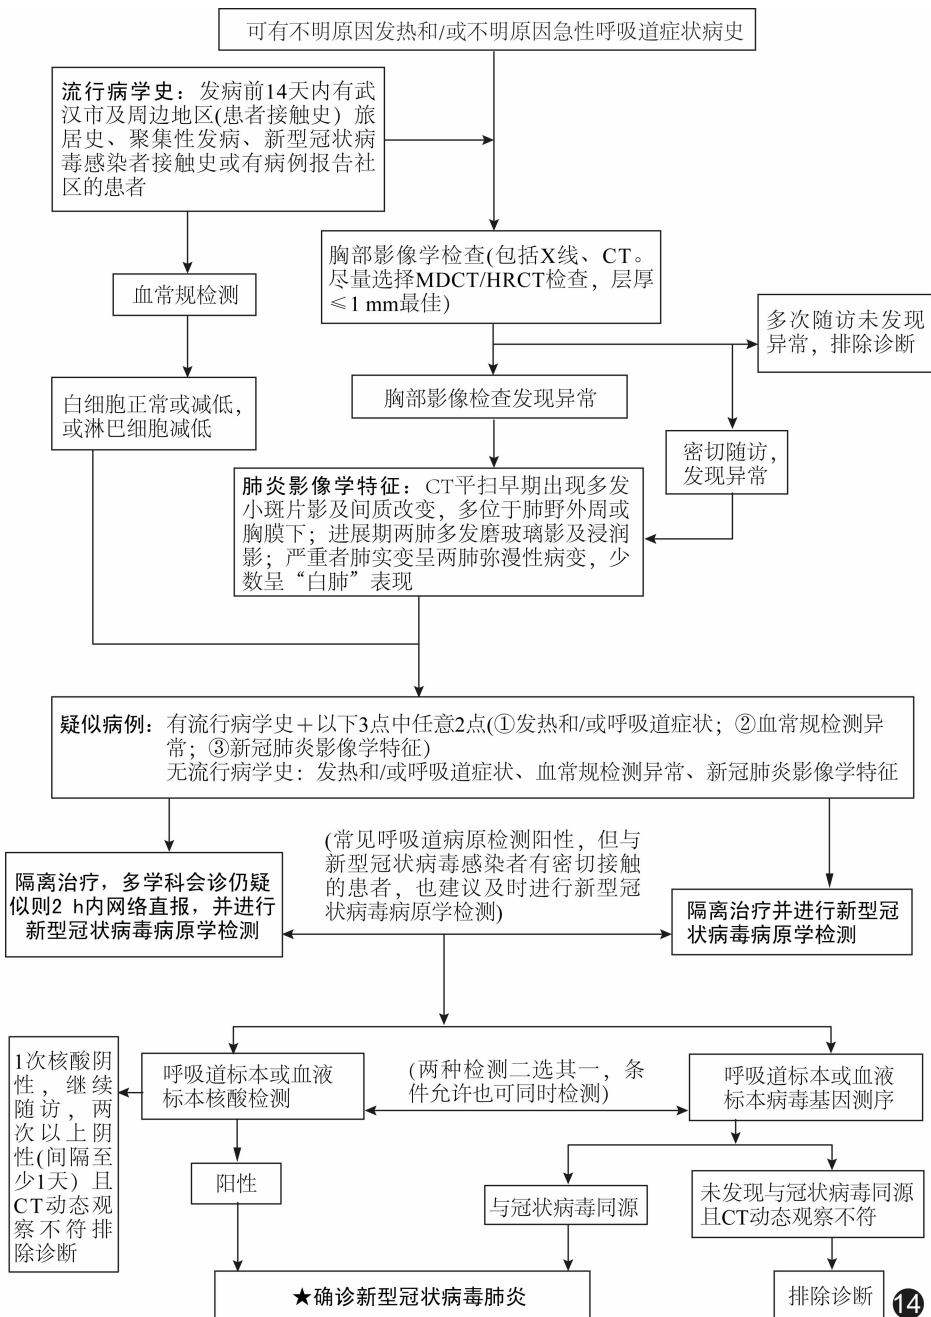 可有不明原因发热和/或不明原因急性呼吸道症状病史
流行病学史：发病前14天内有武
汉市及周边地区(患者接触史）旅
居史、聚集性发病、新型冠状病
毒感染者接触史或有病例报告社
区的患者
胸部影像学检查(包括X线、CT。
尽量选择MDCT/HRCT检查，层厚
≤1 mm最佳)
血常规检测
多次随访未发现
异常，排除诊断
胸部影像检查发现异常
白细胞正常或减低，
或淋巴细胞减低
密切随访，
发现异常
肺炎影像学特征：CT平扫早期出现多发
小斑片影及间质改变，多位于肺野外周或
胸膜下；进展期两肺多发磨玻璃影及浸润
影；严重者肺实变呈两肺弥漫性病变，少
数呈“白肺”表现
疑似病例：有流行病学史＋以下3点中任意2点(①发热和/或呼吸道症状；②血常规检测异
常；③新冠肺炎影像学特征)
无流行病学史：发热和/或呼吸道症状、血常规检测异常、新冠肺炎影像学特征
(常见呼吸道病原检测阳性，但与
新型冠状病毒感染者有密切接触
的患者，也建议及时进行新型冠
状病毒病原学检测)
隔离治疗，多学科会诊仍疑
似则2 h内网络直报，并进行
新型冠状病毒病原学检测
隔离治疗并进行新型冠
状病毒病原学检测
1次核酸阴
性，继续
随访，两
次以上阴
性(间隔至
少1天）且
CT动态观
察不符排
除诊断
呼吸道标本或血液
标本核酸检测
(两种检测二选其一，条
件允许也可同时检测)
呼吸道标本或血液
标本病毒基因测序
阳性
与冠状病毒同源
未发现与冠状病毒同源
且CT动态观察不符
★确诊新型冠状病毒肺炎
排除诊断
14